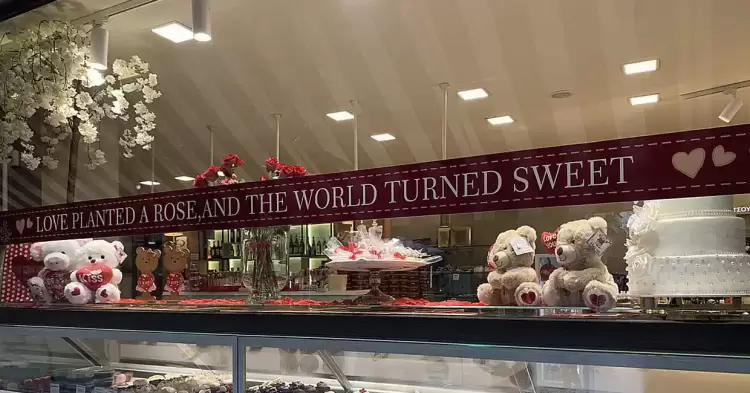 LOVE PLANTED A ROSE,AND THE WORLD TURNED SWEET